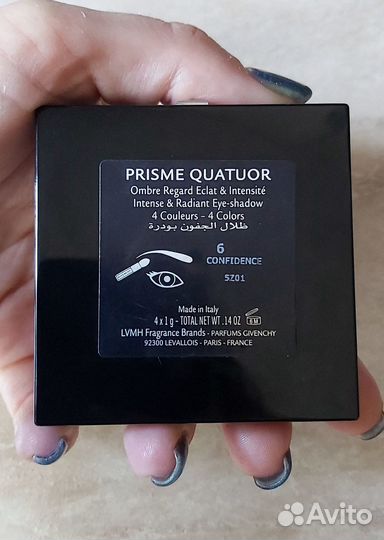 PRISME QUATUOR
Ombre Regard Eclat & Intensité
Intense & Radiant Eye-shadow
4 Couleurs - 4 Colors
ظلال الجفون بودرة
6
CONFIDENCE
5Z01
Made in Italy
4 x 1 g - TOTAL NET WT .14 OZ
LVMH Fragrance Brands - PARFUMS GIVENCHY
92300 LEVALLOIS - PARIS - FRANCE
Avito